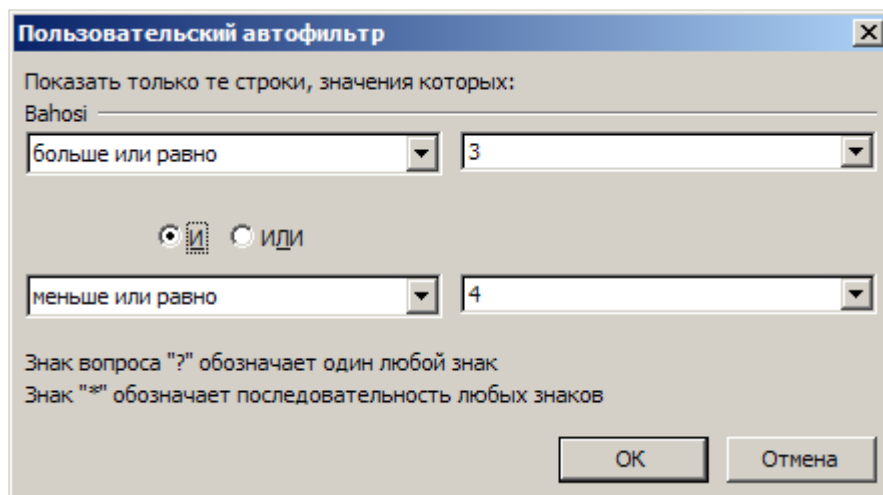 Пользовательский автофильтр
Показать только те строки, значения которых:
Bahosi
больше или равно 3
И ИЛИ
меньше или равно 4
Знак вопроса "?" обозначает один любой знак
Знак "*" обозначает последовательность любых знаков
OK Отмена